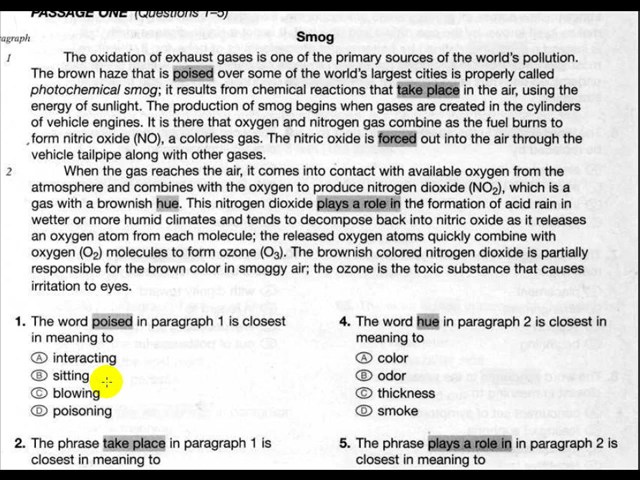 PASSAGE ONE (Questions 1–5)
Paragraph
Smog
1
The oxidation of exhaust gases is one of the primary sources of the world's pollution.
The brown haze that is poised over some of the world's largest cities is properly called
photochemical smog; it results from chemical reactions that take place in the air, using the
energy of sunlight. The production of smog begins when gases are created in the cylinders
of vehicle engines. It is there that oxygen and nitrogen gas combine as the fuel burns to
form nitric oxide (NO), a colorless gas. The nitric oxide is forced out into the air through the
vehicle tailpipe along with other gases.
2
When the gas reaches the air, it comes into contact with available oxygen from the
atmosphere and combines with the oxygen to produce nitrogen dioxide (NO₂), which is a
gas with a brownish hue. This nitrogen dioxide plays a role in the formation of acid rain in
wetter or more humid climates and tends to decompose back into nitric oxide as it releases
an oxygen atom from each molecule; the released oxygen atoms quickly combine with
oxygen (O₂) molecules to form ozone (O₃). The brownish colored nitrogen dioxide is partially
responsible for the brown color in smoggy air; the ozone is the toxic substance that causes
irritation to eyes.
1. The word poised in paragraph 1 is closest
in meaning to
A interacting
B sitting
C blowing
D poisoning
2. The phrase take place in paragraph 1 is
closest in meaning to
4. The word hue in paragraph 2 is closest in
meaning to
A color
B odor
C thickness
D smoke
5. The phrase plays a role in in paragraph 2 is
closest in meaning to